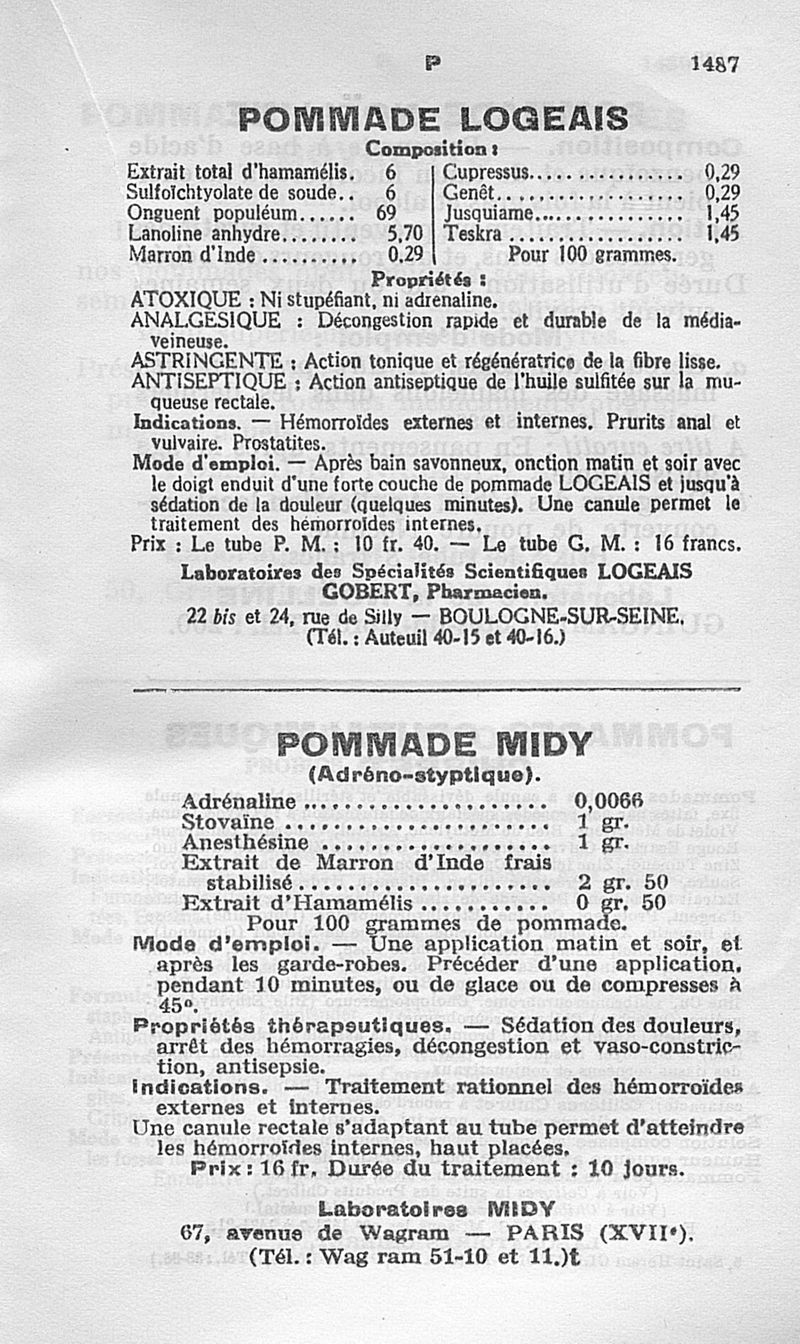 P
1487
POMMADE LOGEAIS
Composition :
Extrait total d'hamamélis. 6
Sulfoïchtyolate de soude.. 6
Onguent populéum...... 69
Lanoline anhydre........ 5,70
Marron d'Inde .......... 0,29
Cupressus................ 0,29
Genêt................... 0,29
Jusquiame............... 1,45
Teskra .................. 1,45
Pour 100 grammes.
Propriétés :
ATOXIQUE : Ni stupéfiant, ni adrenaline.
ANALGESIQUE : Décongestion rapide et durable de la média-
veineuse.
ASTRINGENTE : Action tonique et régénératrice de la fibre lisse.
ANTISEPTIQUE : Action antiseptique de l'huile sulfitée sur la mu-
queuse rectale.
Indications. — Hémorroïdes externes et internes. Prurits anal et
vulvaire. Prostatites.
Mode d'emploi. — Après bain savonneux, onction matin et soir avec
le doigt enduit d'une forte couche de pommade LOGEAIS et jusqu'à
sédation de la douleur (quelques minutes). Une canule permet le
traitement des hémorroïdes internes.
Prix : Le tube P. M. : 10 fr. 40. — Le tube G. M. : 16 francs.
Laboratoires des Spécialités Scientifiques LOGEAIS
GOBERT, Pharmacien.
22 bis et 24, rue de Silly — BOULOGNE-SUR-SEINE.
(Tél. : Auteuil 40-15 et 40-16.)
POMMADE MIDY
(Adréno-styptique).
Adrénaline ..................... 0,0066
Stovaïne ....................... 1 gr.
Anesthésine ................... 1 gr.
Extrait de Marron d'Inde frais
stabilisé...................... 2 gr. 50
Extrait d'Hamamélis ........... 0 gr. 50
Pour 100 grammes de pommade.
Mode d'emploi. — Une application matin et soir, et
après les garde-robes. Précéder d'une application,
pendant 10 minutes, ou de glace ou de compresses à
45°.
Propriétés thérapeutiques. — Sédation des douleurs,
arrêt des hémorragies, décongestion et vaso-constric-
tion, antisepsie.
Indications. — Traitement rationnel des hémorroïdes
externes et internes.
Une canule rectale s'adaptant au tube permet d'atteindre
les hémorroïdes internes, haut placées.
Prix : 16 fr. Durée du traitement : 10 jours.
Laboratoires MIDY
67, avenue de Wagram — PARIS (XVIIe).
(Tél. : Wag ram 51-10 et 11.)t